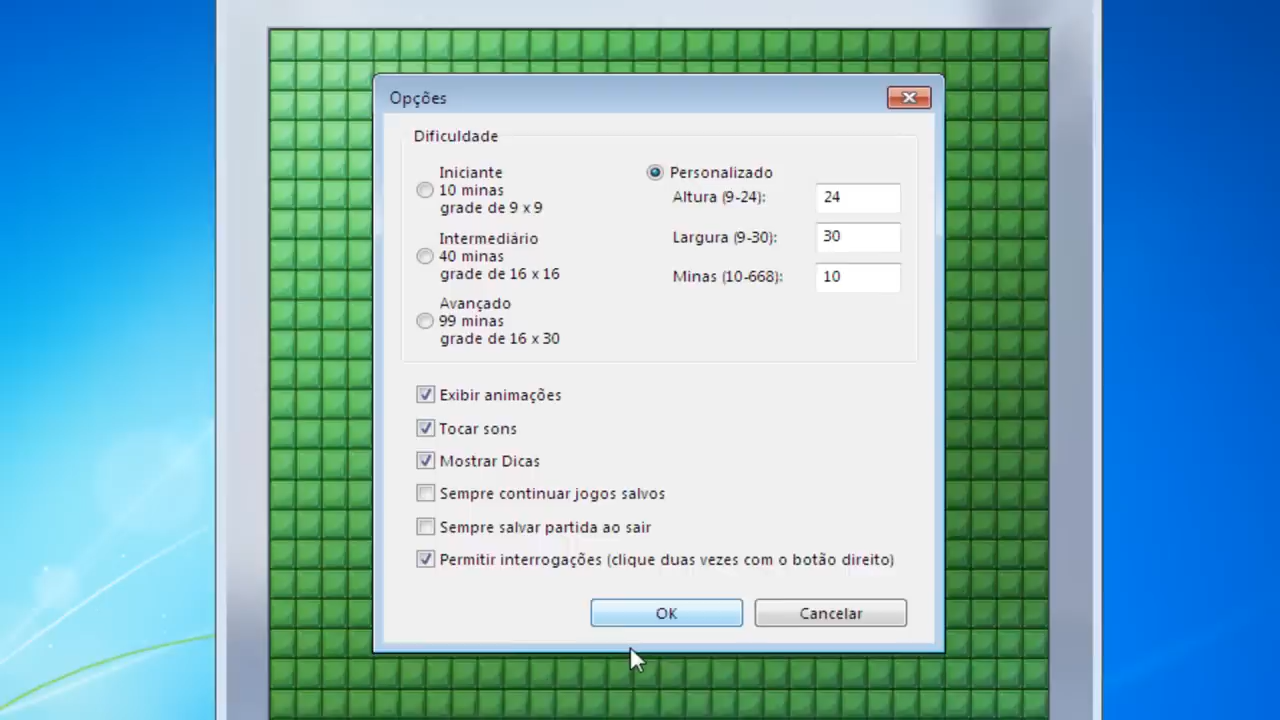 Opções
Dificuldade
Iniciante
10 minas
grade de 9 x 9
Intermediário
40 minas
grade de 16 x 16
Avançado
99 minas
grade de 16 x 30
Personalizado
Altura (9-24): 24
Largura (9-30): 30
Minas (10-668): 10
Exibir animações
Tocar sons
Mostrar Dicas
Sempre continuar jogos salvos
Sempre salvar partida ao sair
Permitir interrogações (clique duas vezes com o botão direito)
OK Cancelar